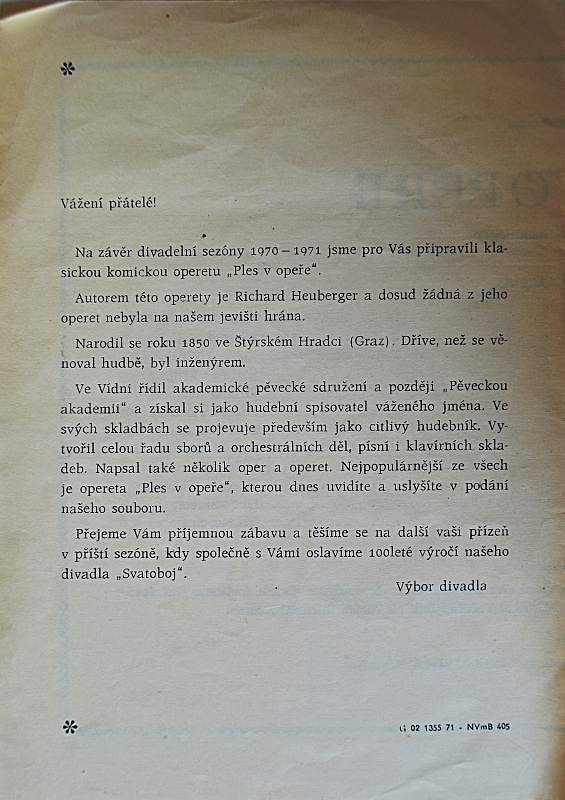 Vážení přátelé!
Na závěr divadelní sezóny 1970–1971 jsme pro Vás připravili kla-
sickou komickou operetu „Ples v opeře“.
Autorem této operety je Richard Heuberger a dosud žádná z jeho
operet nebyla na našem jevišti hrána.
Narodil se roku 1850 ve Štýrském Hradci (Graz). Dříve, než se vě-
noval hudbě, byl inženýrem.
Ve Vídni řídil akademické pěvecké sdružení a později „Pěveckou
akademii“ a získal si jako hudební spisovatel váženého jména. Ve
svých skladbách se projevuje především jako citlivý hudebník. Vy-
tvořil celou řadu sborů a orchestrálních děl, písní i klavírních skla-
deb. Napsal také několik oper a operet. Nejpopulárnější ze všech
je opereta „Ples v opeře“, kterou dnes uvidíte a uslyšíte v podání
našeho souboru.
Přejeme Vám příjemnou zábavu a těšíme se na další vaši přízeň
v příští sezóně, kdy společně s Vámi oslavíme 100leté výročí našeho
divadla „Svatoboj“.
Výbor divadla
02 1355 71 - NVmB 405